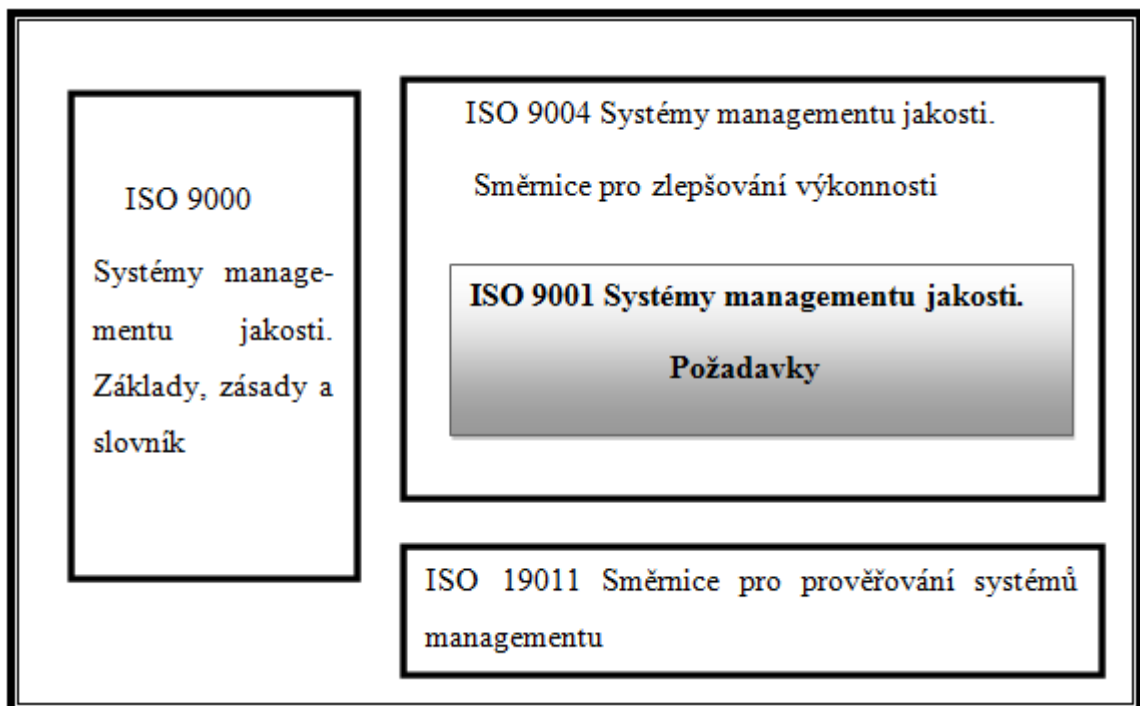 ISO 9000
Systémy manage-
mentu jakosti.
Základy, zásady a
slovník
ISO 9004 Systémy managementu jakosti.
Směrnice pro zlepšování výkonnosti
ISO 9001 Systémy managementu jakosti.
Požadavky
ISO 19011 Směrnice pro prověřování systémů
managementu